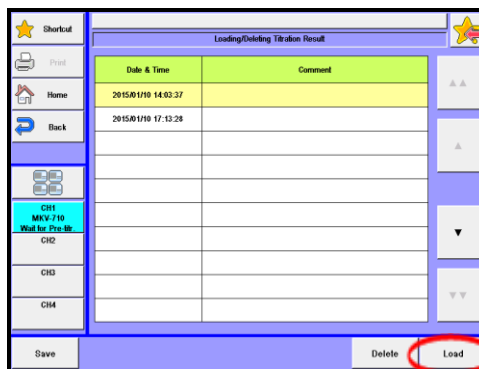 Shortcut
Loading/Deleting Titration Result
Print
Home
Back
Date & Time Comment
2015/01/10 14:03:37
2015/01/10 17:13:28
CH1
MKV-710
Wait for Pre-titr.
CH2
CH3
CH4
Save
Delete
Load